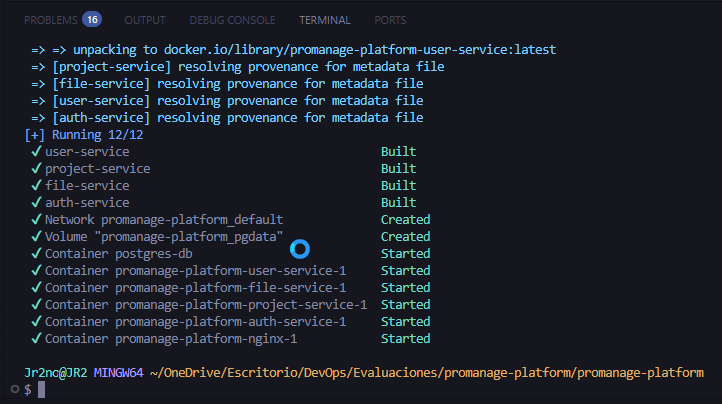 PROBLEMS 16 OUTPUT DEBUG CONSOLE TERMINAL PORTS
=> => unpacking to docker.io/library/promanage-platform-user-service:latest
=> [project-service] resolving provenance for metadata file
=> [file-service] resolving provenance for metadata file
=> [user-service] resolving provenance for metadata file
=> [auth-service] resolving provenance for metadata file
[+] Running 12/12
✓ user-service Built
✓ project-service Built
✓ file-service Built
✓ auth-service Built
✓ Network promanage-platform_default Created
✓ Volume "promanage-platform_pgdata" Created
✓ Container postgres-db Started
✓ Container promanage-platform-user-service-1 Started
✓ Container promanage-platform-file-service-1 Started
✓ Container promanage-platform-project-service-1 Started
✓ Container promanage-platform-auth-service-1 Started
✓ Container promanage-platform-nginx-1 Started
Jr2nc@JR2 MINGW64 ~/OneDrive/Escritorio/DevOps/Evaluaciones/promanage-platform/promanage-platform
$